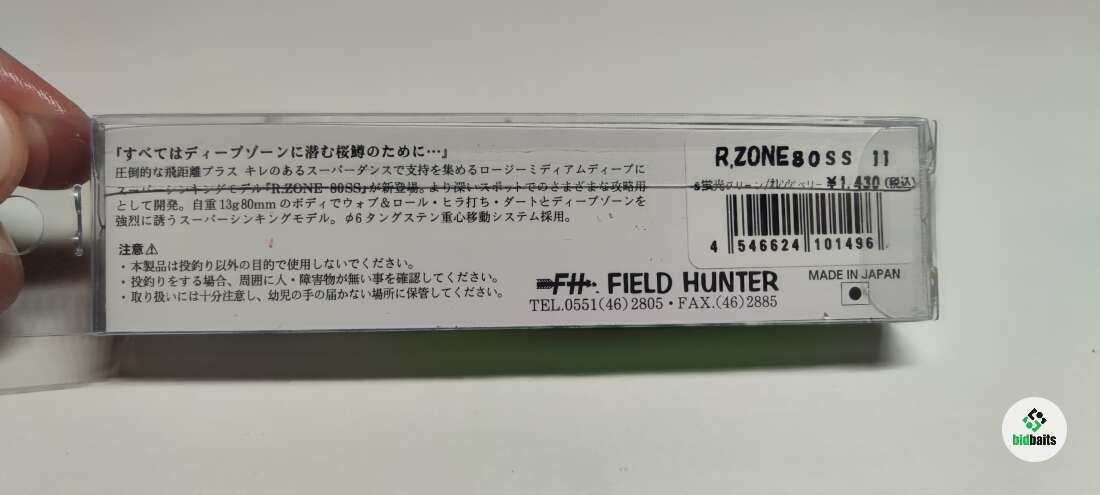 『すべてはディープゾーンに潜む桜鱒のために…』
圧倒的な飛距離プラス キレのあるスーパーダンスで支持を集めるロージーミディアムディープに
スーパーシンキングモデル『R.ZONE 80SS』が新登場。より深いスポットでのさまざまな攻略用
として開発。自重13g80mmのボディでウォブ&ロール・ヒラ打ち・ダートとディープゾーンを
強烈に誘うスーパーシンキングモデル。φ6タングステン重心移動システム採用。
注意⚠
・本製品は投釣り以外の目的で使用しないでください。
・投釣りをする場合、周囲に人・障害物が無い事を確認してください。
・取り扱いには十分注意し、幼児の手の届かない場所に保管してください。
R.ZONE80SS 11
蛍光グリーン/オレンジベリー ¥1,430(税込)
4 546624 101496
FH. FIELD HUNTER
TEL.0551(46)2805・FAX.(46)2885
MADE IN JAPAN
bidbaits